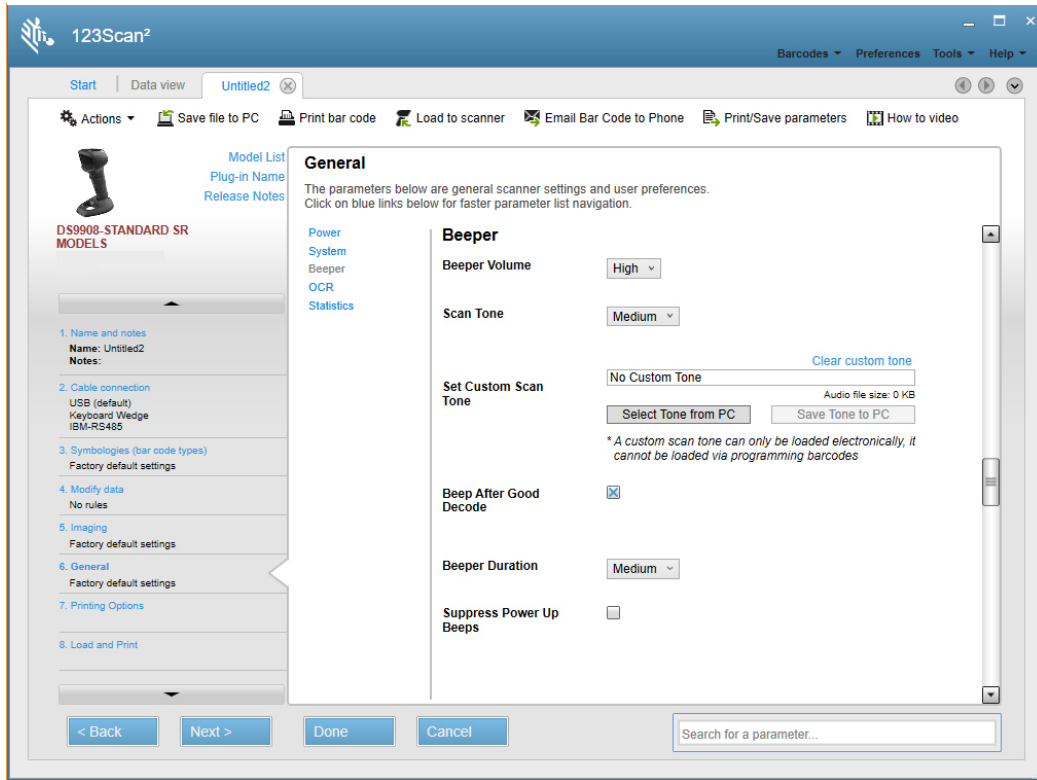 123Scan²
Barcodes Preferences Tools Help
Start Data view Untitled2
Actions Save file to PC Print bar code Load to scanner Email Bar Code to Phone Print/Save parameters How to video
Model List
Plug-in Name
Release Notes
DS9908-STANDARD SR
MODELS
1. Name and notes
Name: Untitled2
Notes:
2. Cable connection
USB (default)
Keyboard Wedge
IBM-RS485
3. Symbologies (bar code types)
Factory default settings
4. Modify data
No rules
5. Imaging
Factory default settings
6. General
Factory default settings
7. Printing Options
8. Load and Print
General
The parameters below are general scanner settings and user preferences.
Click on blue links below for faster parameter list navigation.
Power
System
Beeper
OCR
Statistics
Beeper
Beeper Volume High
Scan Tone Medium
Clear custom tone
Set Custom Scan
Tone
No Custom Tone
Audio file size: 0 KB
Select Tone from PC Save Tone to PC
* A custom scan tone can only be loaded electronically, it
cannot be loaded via programming barcodes
Beep After Good
Decode
Beeper Duration Medium
Suppress Power Up
Beeps
< Back Next > Done Cancel Search for a parameter...